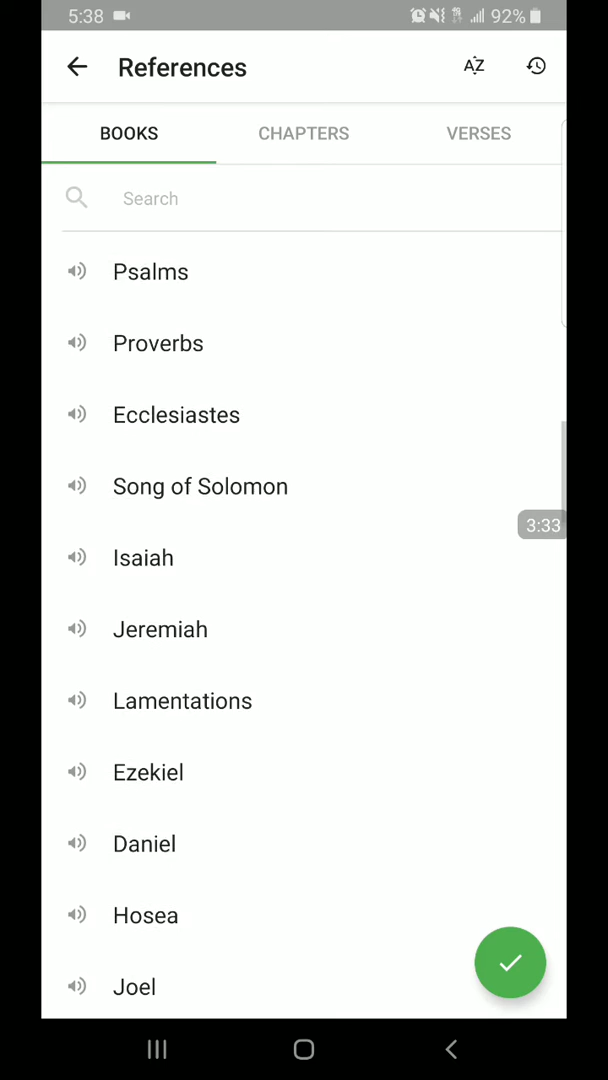 5:38 92%
References AZ
BOOKS CHAPTERS VERSES
Search
Psalms
Proverbs
Ecclesiastes
Song of Solomon
3:33
Isaiah
Jeremiah
Lamentations
Ezekiel
Daniel
Hosea
Joel